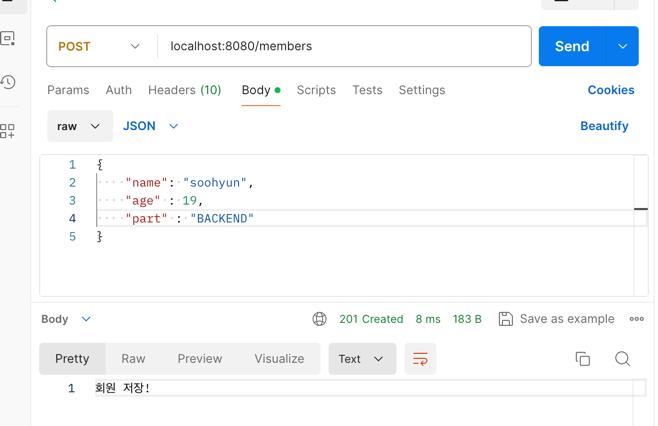 POST localhost:8080/members Send
Params Auth Headers (10) Body Scripts Tests Settings Cookies
raw JSON Beautify
1 {
2 "name": "soohyun",
3 "age" : 19,
4 "part" : "BACKEND"
5 }
Body 201 Created 8 ms 183 B Save as example
Pretty Raw Preview Visualize Text
1 회원 저장!